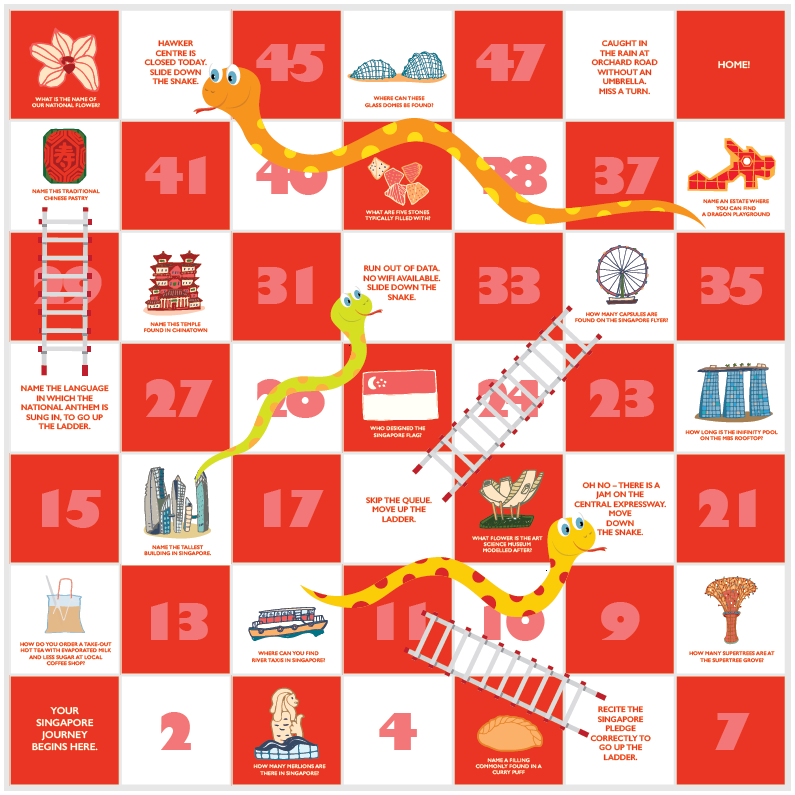 WHAT IS THE NAME OF
OUR NATIONAL FLOWER?
HAWKER
CENTRE IS
CLOSED TODAY.
SLIDE DOWN
THE SNAKE.
45
WHERE CAN THESE
GLASS DOMES BE FOUND?
47
CAUGHT IN
THE RAIN AT
ORCHARD ROAD
WITHOUT AN
UMBRELLA.
MISS A TURN.
HOME!
寿
NAME THIS TRADITIONAL
CHINESE PASTRY
41
40
WHAT ARE FIVE STONES
TYPICALLY FILLED WITH?
38
37
NAME AN ESTATE WHERE
YOU CAN FIND
A DRAGON PLAYGROUND
29
NAME THIS TEMPLE
FOUND IN CHINATOWN
31
RUN OUT OF DATA.
NO WIFI AVAILABLE.
SLIDE DOWN THE
SNAKE.
33
HOW MANY CAPSULES ARE
FOUND ON THE SINGAPORE FLYER?
35
NAME THE LANGUAGE
IN WHICH THE
NATIONAL ANTHEM IS
SUNG IN, TO GO UP
THE LADDER.
27
26
WHO DESIGNED THE
SINGAPORE FLAG?
24
23
HOW LONG IS THE INIFINITY POOL
ON THE MBS ROOFTOP?
15
NAME THE TALLEST
BUILDING IN SINGAPORE.
17
SKIP THE QUEUE.
MOVE UP THE
LADDER.
WHAT FLOWER IS THE ART
SCIENCE MUSEUM
MODELLED AFTER?
OH NO – THERE IS A
JAM ON THE
CENTRAL EXPRESSWAY.
MOVE
DOWN
THE SNAKE.
21
HOW DO YOU ORDER A TAKE-OUT
HOT TEA WITH EVAPORATED MILK
AND LESS SUGAR AT LOCAL
COFFEE SHOP?
13
WHERE CAN YOU FIND
RIVER TAXIS IN SINGAPORE?
11
10
9
HOW MANY SUPERTREES ARE AT
THE SUPERTREE GROVE?
YOUR
SINGAPORE
JOURNEY
BEGINS HERE.
2
HOW MANY MERLIONS ARE
THERE IN SINGAPORE?
4
NAME A FILLING
COMMONLY FOUND IN A
CURRY PUFF
RECITE THE
SINGAPORE
PLEDGE
CORRECTLY TO
GO UP THE
LADDER.
7